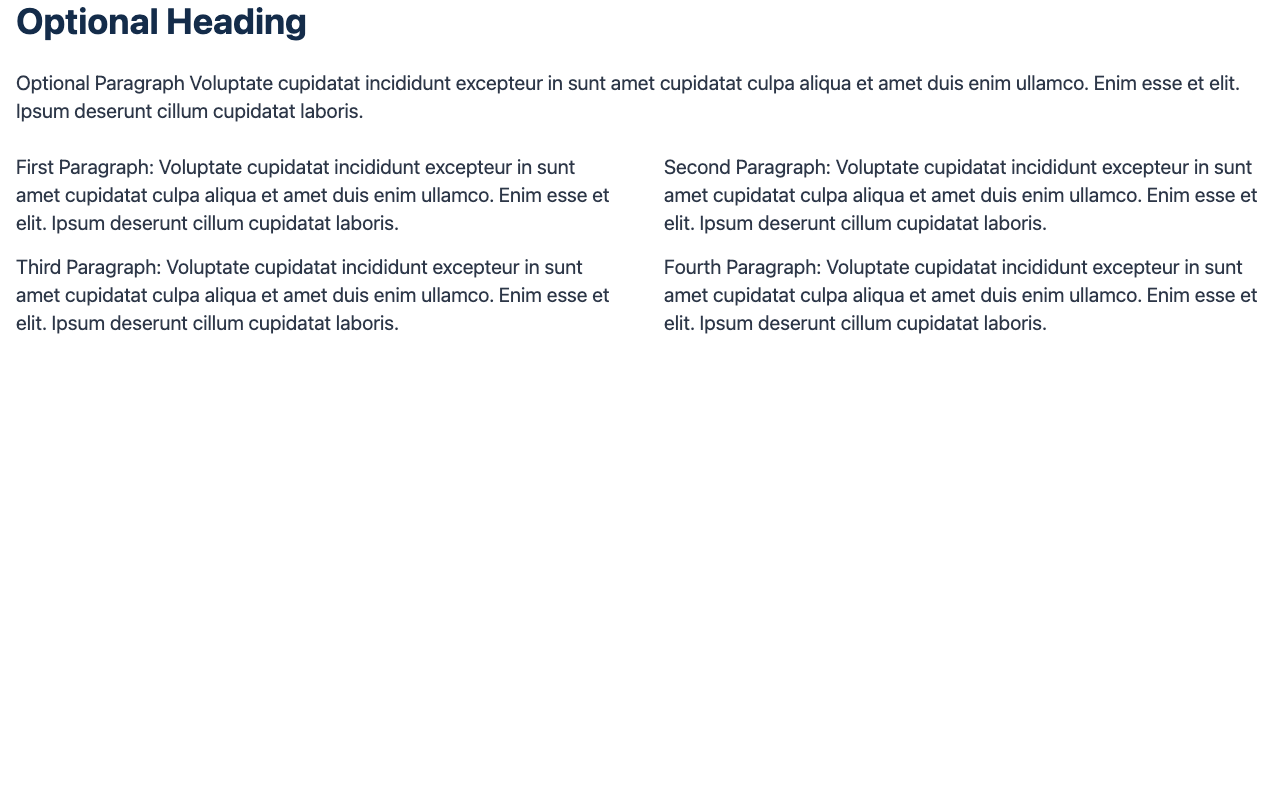 Optional Heading
Optional Paragraph Voluptate cupidatat incididunt excepteur in sunt amet cupidatat culpa aliqua et amet duis enim ullamco. Enim esse et elit.
Ipsum deserunt cillum cupidatat laboris.
First Paragraph: Voluptate cupidatat incididunt excepteur in sunt
amet cupidatat culpa aliqua et amet duis enim ullamco. Enim esse et
elit. Ipsum deserunt cillum cupidatat laboris.
Second Paragraph: Voluptate cupidatat incididunt excepteur in sunt
amet cupidatat culpa aliqua et amet duis enim ullamco. Enim esse et
elit. Ipsum deserunt cillum cupidatat laboris.
Third Paragraph: Voluptate cupidatat incididunt excepteur in sunt
amet cupidatat culpa aliqua et amet duis enim ullamco. Enim esse et
elit. Ipsum deserunt cillum cupidatat laboris.
Fourth Paragraph: Voluptate cupidatat incididunt excepteur in sunt
amet cupidatat culpa aliqua et amet duis enim ullamco. Enim esse et
elit. Ipsum deserunt cillum cupidatat laboris.